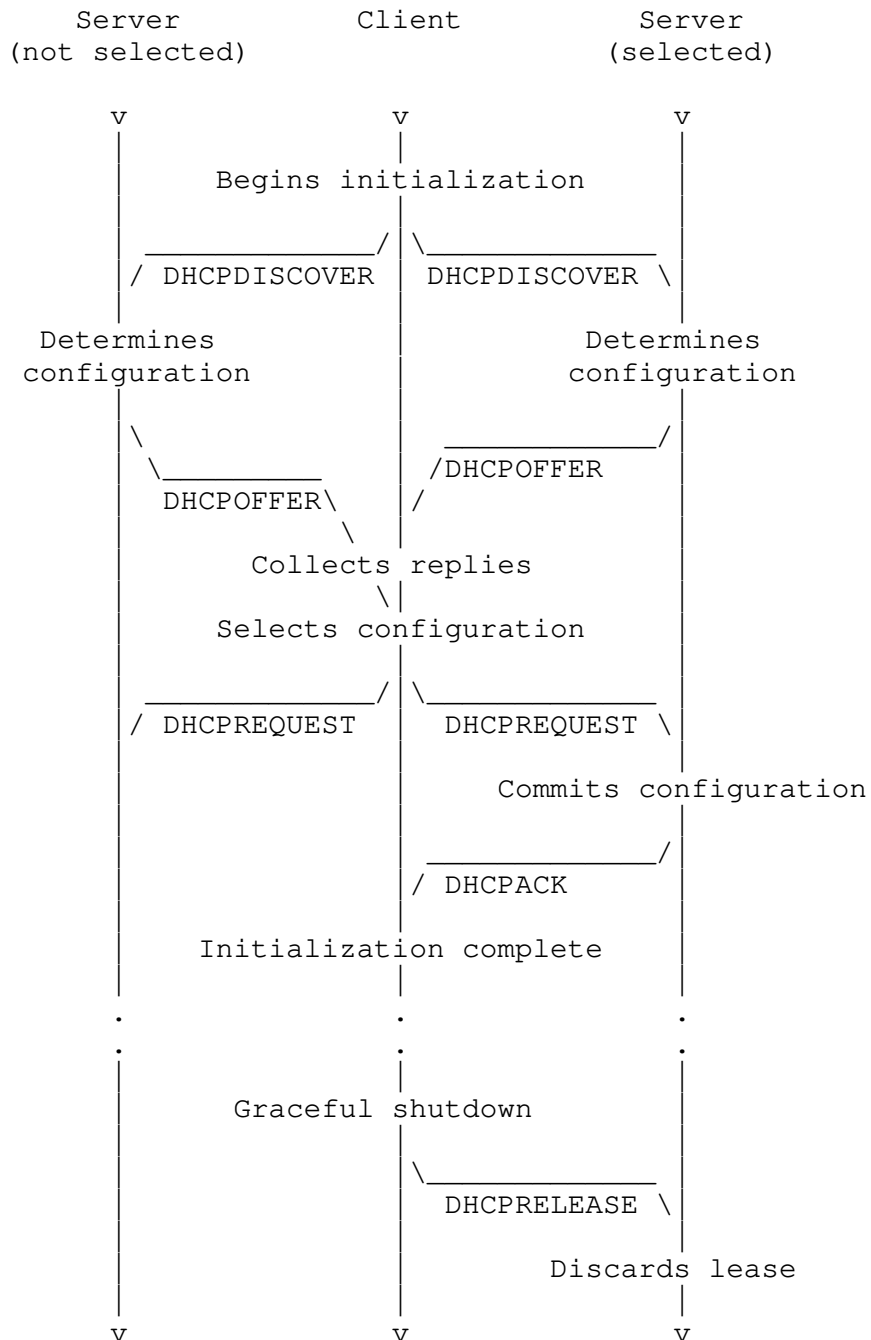 Server Client Server
(not selected) (selected)
v v v
Begins initialization
DHCPDISCOVER DHCPDISCOVER
Determines Determines
configuration configuration
DHCPOFFER
DHCPOFFER
Collects replies
Selects configuration
DHCPREQUEST DHCPREQUEST
Commits configuration
DHCPACK
Initialization complete
. . .
. . .
Graceful shutdown
DHCPRELEASE
Discards lease
v v v